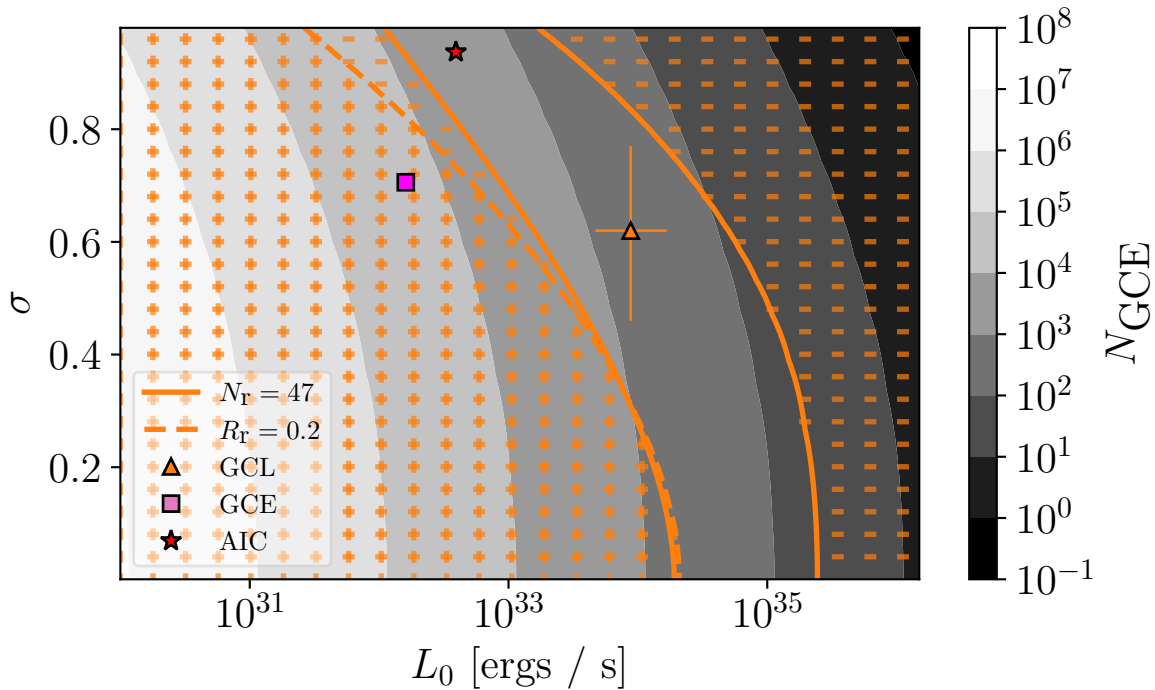 σ
0.8
0.6
0.4
0.2
N_r = 47
R_r = 0.2
GCL
GCE
AIC
10^31
10^33
10^35
L_0 [ergs / s]
10^8
10^7
10^6
10^5
10^4
10^3
10^2
10^1
10^0
10^−1
N_GCE